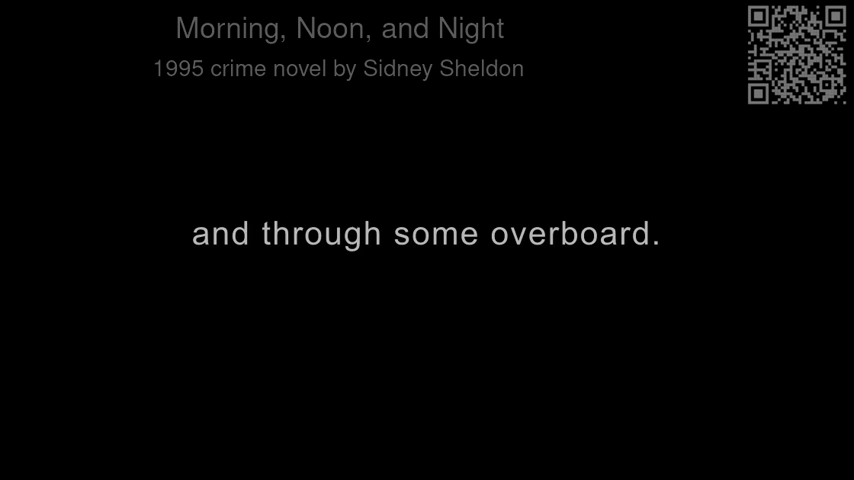 Morning, Noon, and Night
1995 crime novel by Sidney Sheldon
and through some overboard.